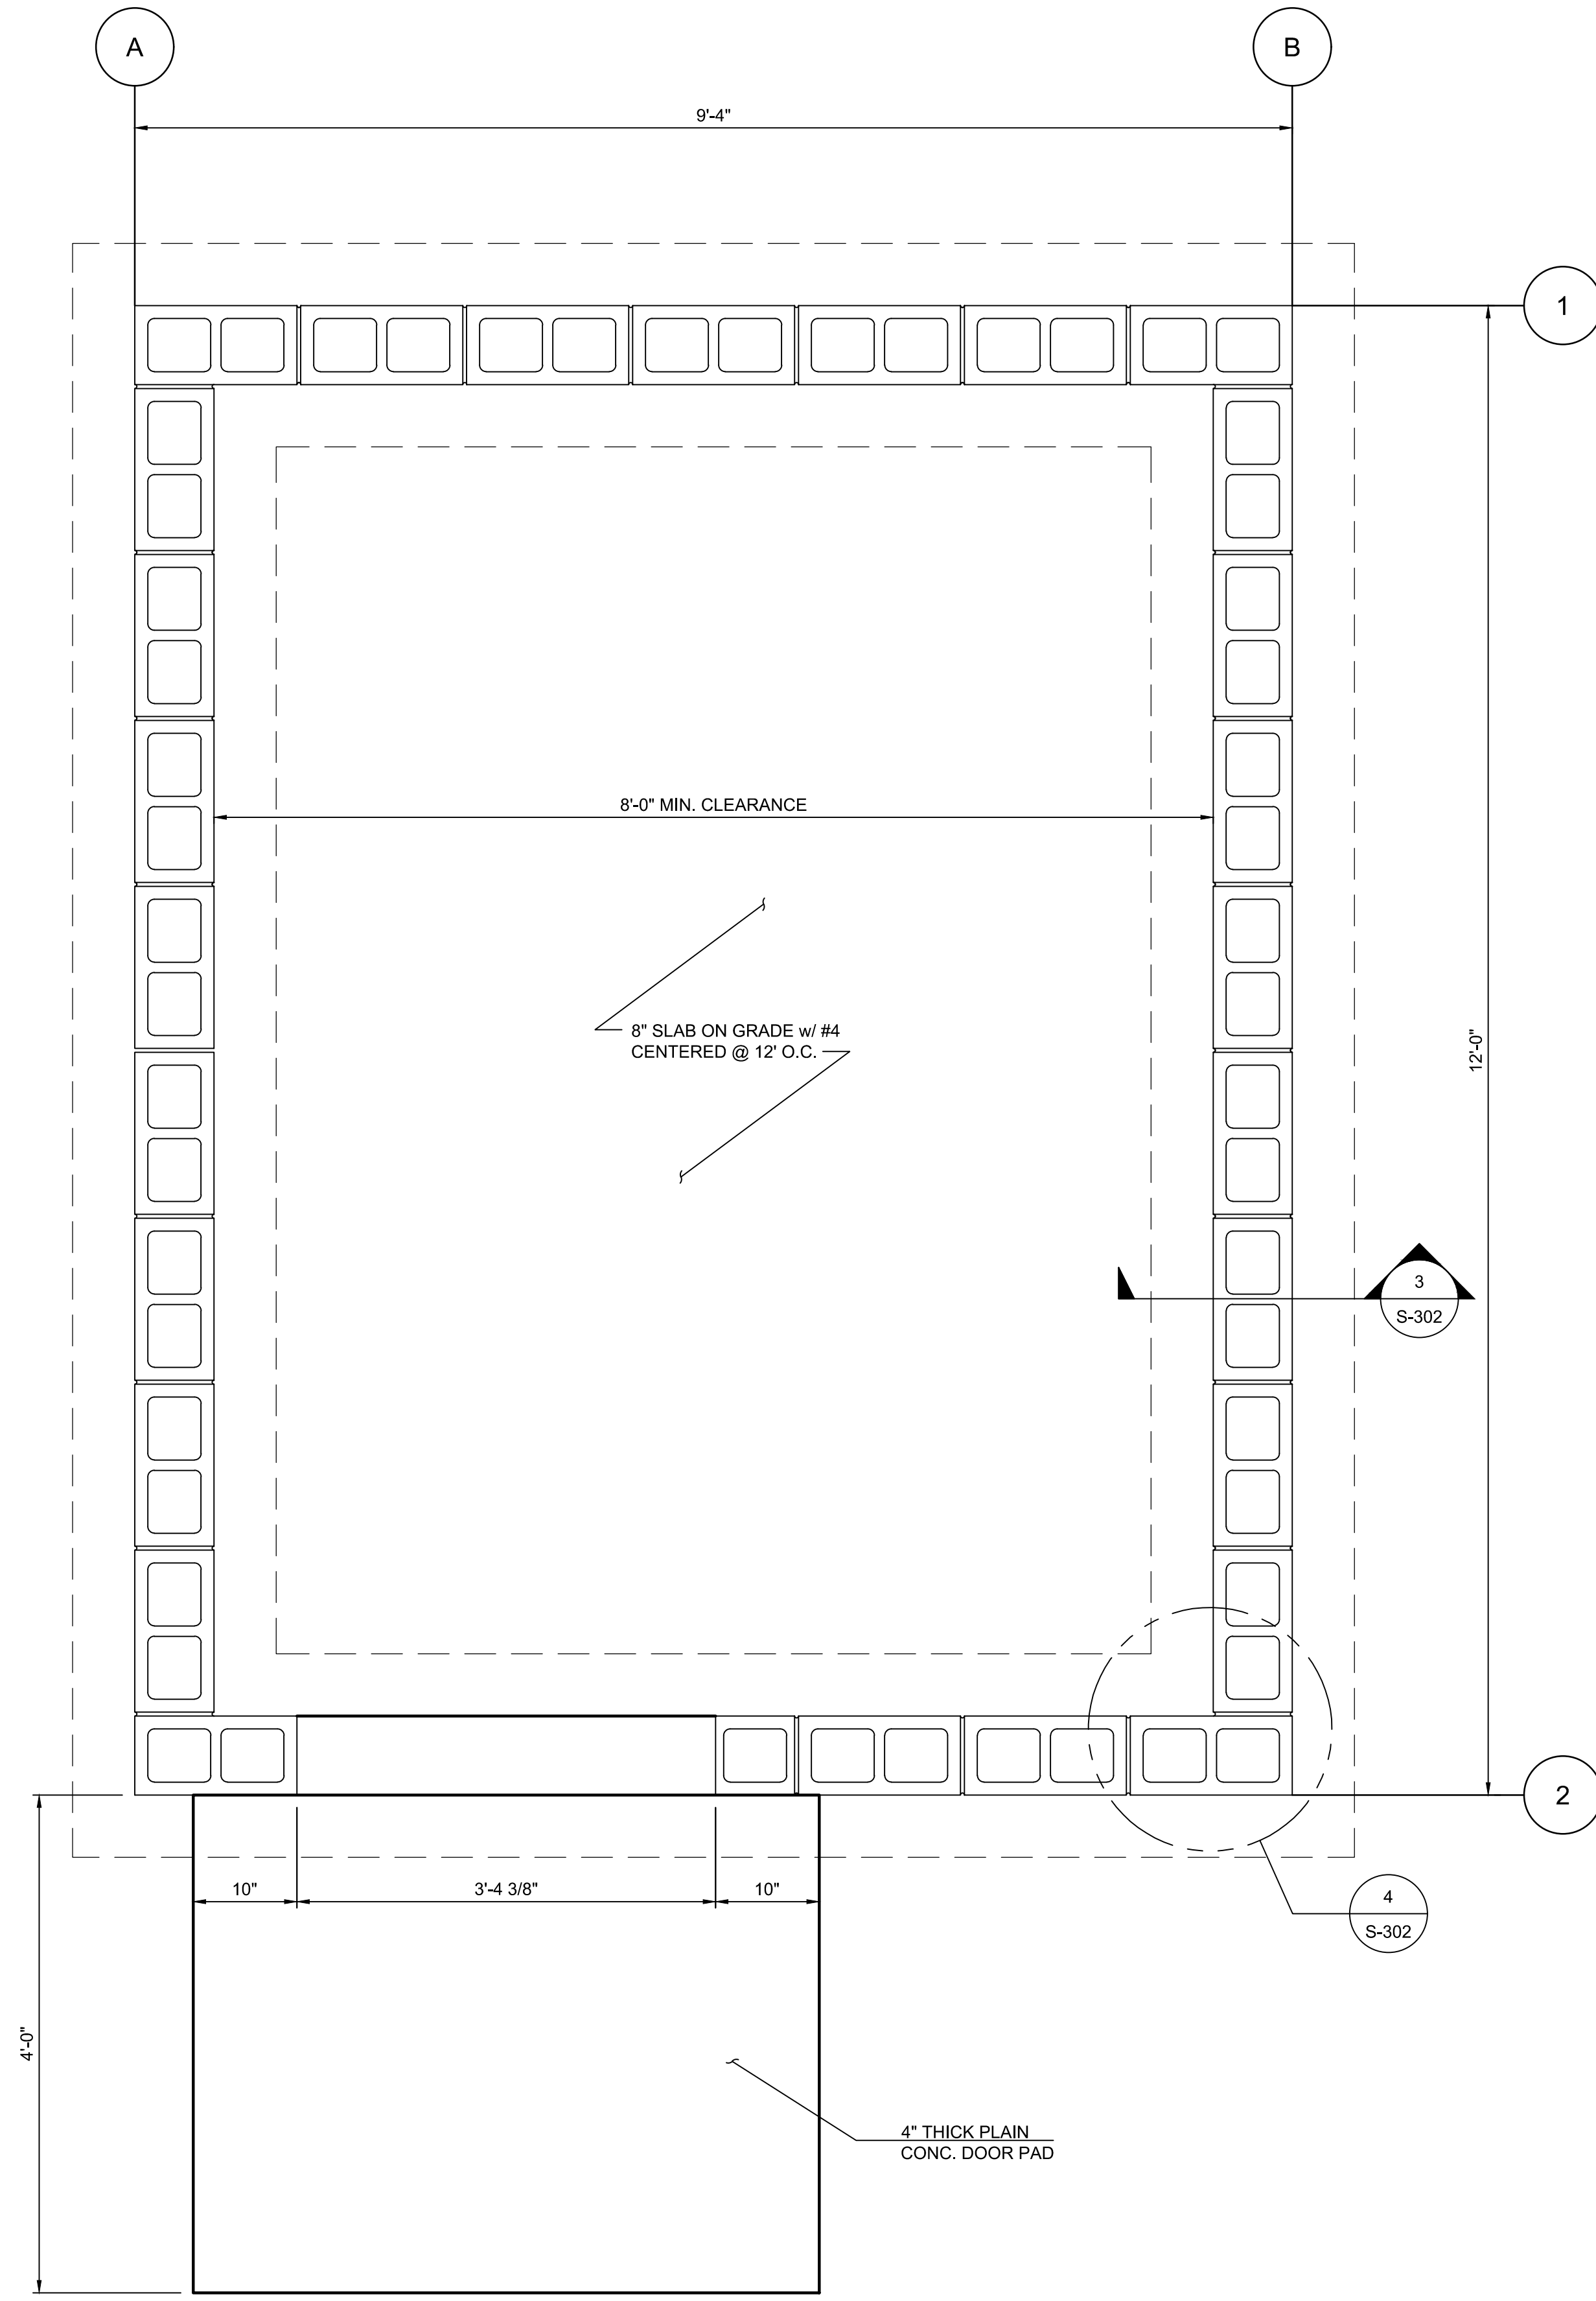 A
B
9'-4"
1
8'-0" MIN. CLEARANCE
8" SLAB ON GRADE w/ #4
CENTERED @ 12' O.C.
12'-0"
3
S-302
2
10"
3'-4 3/8"
10"
4
S-302
4'-0"
4" THICK PLAIN
CONC. DOOR PAD